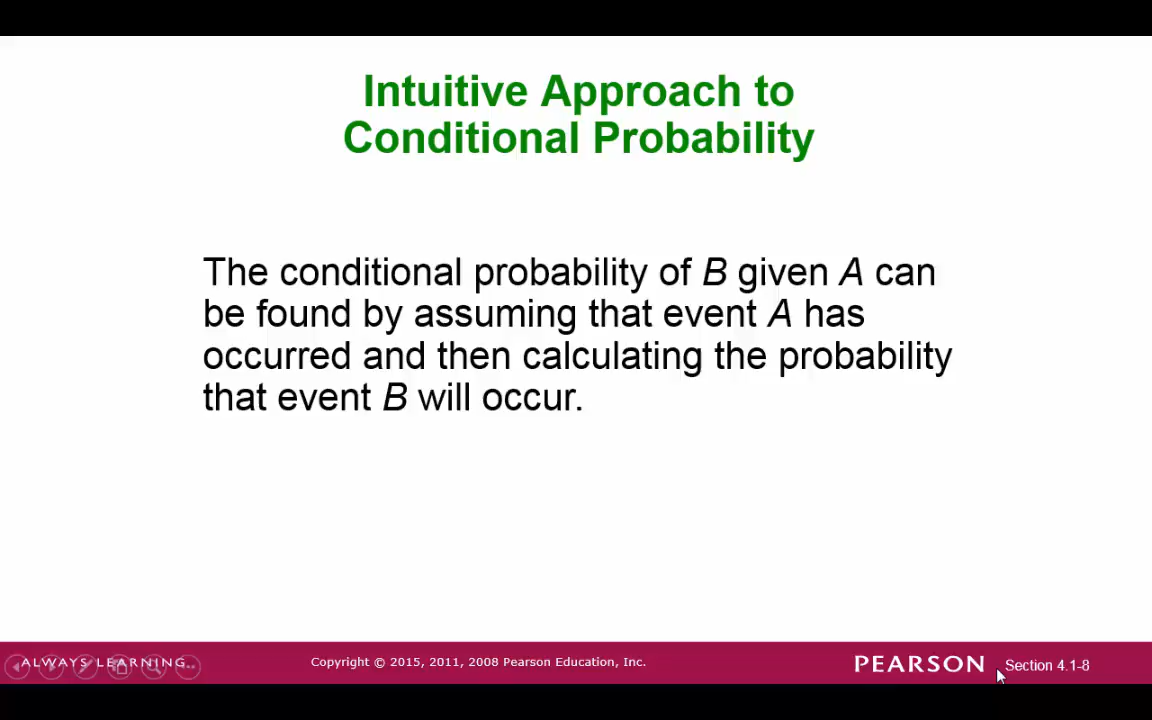 Intuitive Approach to
Conditional Probability
The conditional probability of B given A can
be found by assuming that event A has
occurred and then calculating the probability
that event B will occur.
ALWAYS LEARNING
Copyright © 2015, 2011, 2008 Pearson Education, Inc.
PEARSON
Section 4.1-8